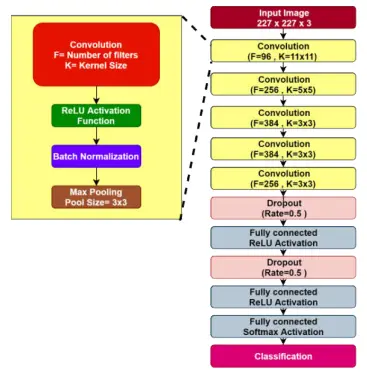 Convolution
F= Number of filters
K= Kernel Size
ReLU Activation
Function
Batch Normalization
Max Pooling
Pool Size= 3x3
Input Image
227 x 227 x 3
Convolution
(F=96 , K=11x11)
Convolution
(F=256 , K=5x5)
Convolution
(F=384 , K=3x3)
Convolution
(F=384 , K=3x3)
Convolution
(F=256 , K=3x3)
Dropout
(Rate=0.5 )
Fully connected
ReLU Activation
Dropout
(Rate=0.5 )
Fully connected
ReLU Activation
Fully connected
Softmax Activation
Classification